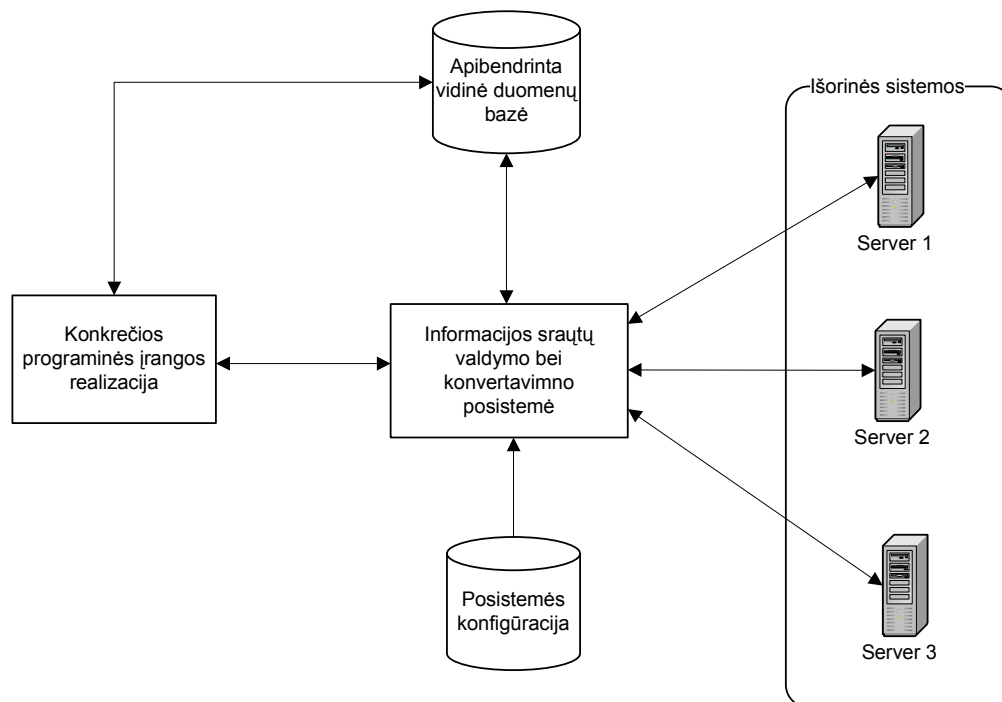 Apibendrinta
vidinė duomenų
bazė
Išorinės sistemos
Server 1
Konkrečios
programinės įrangos
realizacija
Informacijos sraųtų
valdymo bei
konvertavimno
posistemė
Server 2
Posistemės
konfigūracija
Server 3